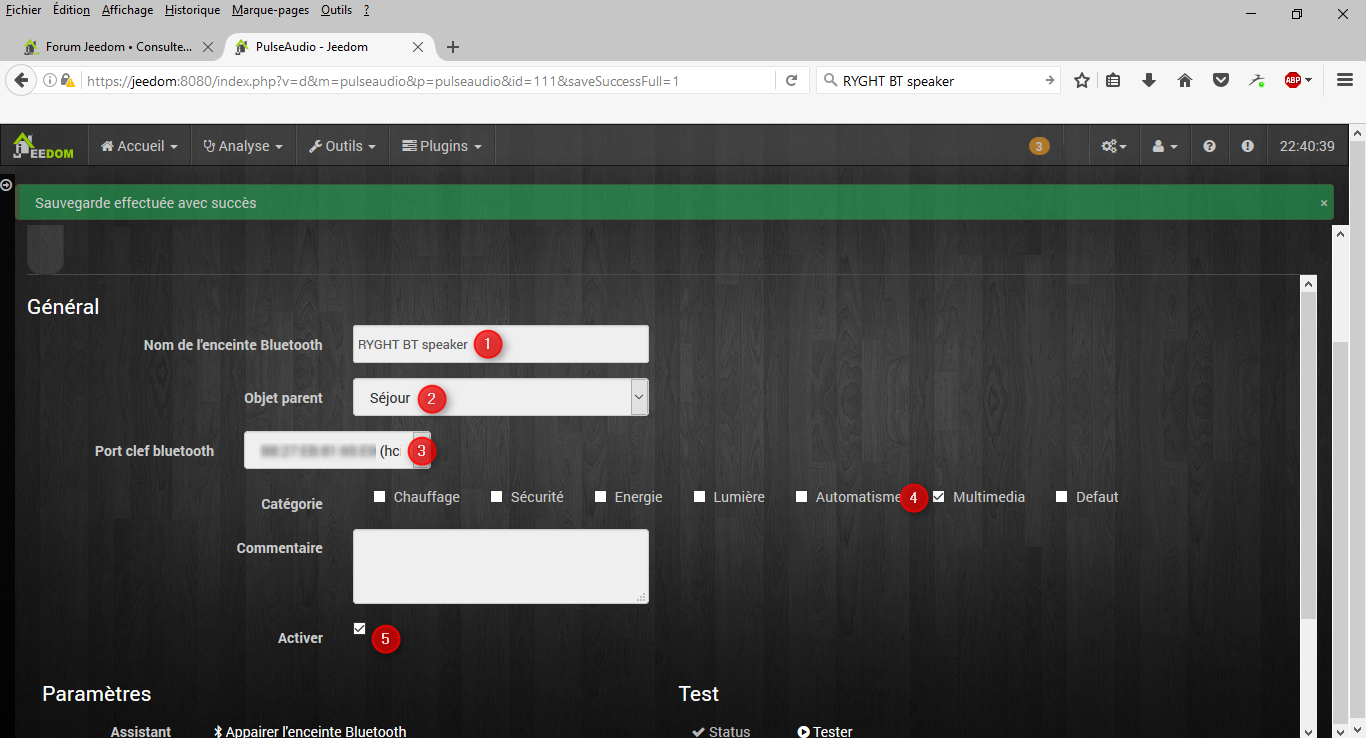 Fichier Édition Affichage Historique Marque-pages Outils ?
Forum Jeedom • Consulte... PulseAudio - Jeedom
https://jeedom:8080/index.php?v=d&m=pulseaudio&p=pulseaudio&id=111&saveSuccessFull=1 RYGHT BT speaker ABP
JEEDOM Accueil Analyse Outils Plugins 3 22:40:39
Sauvegarde effectuée avec succès ×
Général
Nom de l'enceinte Bluetooth RYGHT BT speaker 1
Objet parent Séjour 2
Port clef bluetooth (hci 3
Catégorie Chauffage Sécurité Energie Lumière Automatisme 4 Multimedia Defaut
Commentaire
Activer 5
Paramètres Test
Assistant Appairer l'enceinte Bluetooth Status Tester